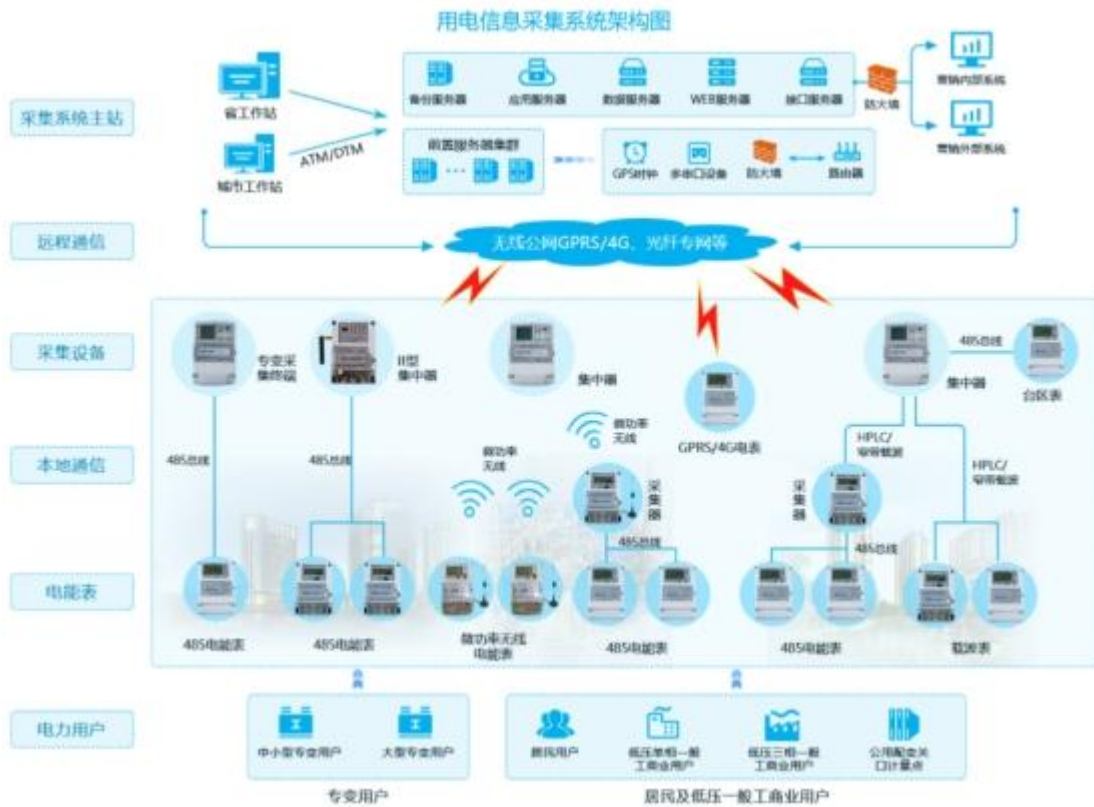 用电信息采集系统架构图
采集系统主站
省工作站
城市工作站
ATM/DTM
备份服务器
应用服务器
数据服务器
WEB服务器
接口服务器
防火墙
营销内部系统
营销外部系统
前置服务器集群
GPS时钟
多串口设备
防火墙
路由器
远程通信
无线公网GPRS/4G、光纤专网等
采集设备
专变采
集终端
II型
集中器
集中器
GPRS/4G电表
集中器
485总线
台区表
本地通信
485总线
485总线
微功率
无线
微功率
无线
采集器
485总线
HPLC/
窄带载波
采集器
485总线
HPLC/
窄带载波
电能表
485电能表
485电能表
微功率无线
电能表
485电能表
485电能表
载波表
电力用户
中小型专变用户
大型专变用户
专变用户
居民用户
低压单相一般
工商业用户
低压三相一般
工商业用户
公用配变关
口计量点
居民及低压一般工商业用户